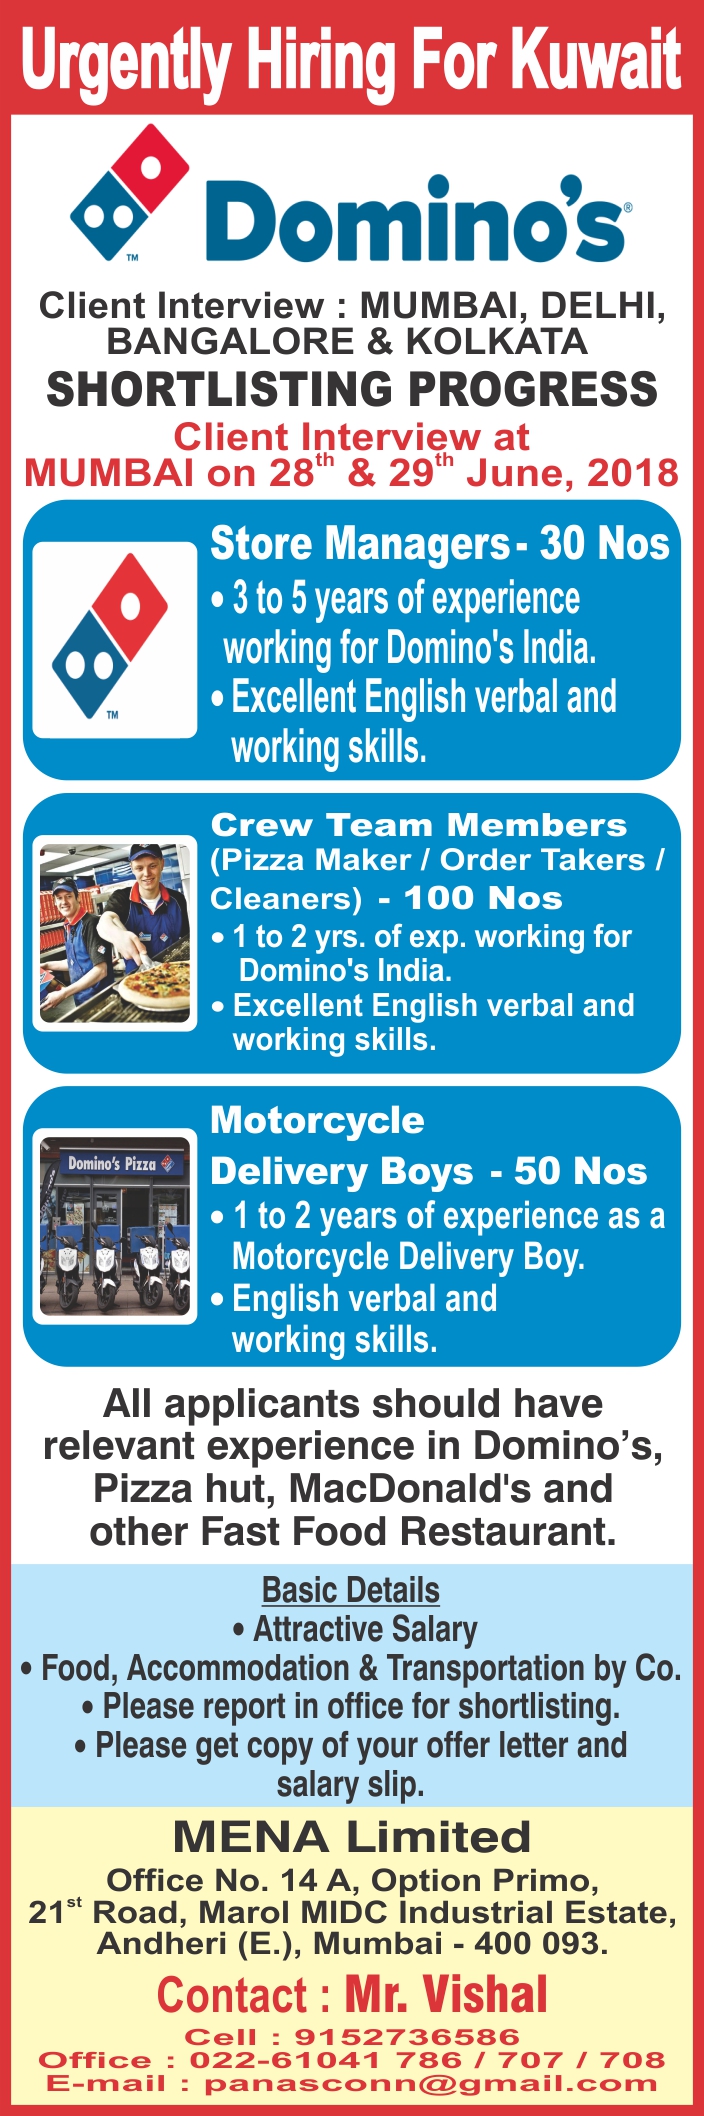 Urgently Hiring For Kuwait
Domino's®
TM
Client Interview : MUMBAI, DELHI,
BANGALORE & KOLKATA
SHORTLISTING PROGRESS
Client Interview at
MUMBAI on 28th & 29th June, 2018
Store Managers - 30 Nos
• 3 to 5 years of experience
working for Domino's India.
• Excellent English verbal and
working skills.
TM
Crew Team Members
(Pizza Maker / Order Takers /
Cleaners) - 100 Nos
• 1 to 2 yrs. of exp. working for
Domino's India.
• Excellent English verbal and
working skills.
Motorcycle
Delivery Boys - 50 Nos
Domino's Pizza
• 1 to 2 years of experience as a
Motorcycle Delivery Boy.
• English verbal and
working skills.
All applicants should have
relevant experience in Domino's,
Pizza hut, MacDonald's and
other Fast Food Restaurant.
Basic Details
• Attractive Salary
• Food, Accommodation & Transportation by Co.
• Please report in office for shortlisting.
• Please get copy of your offer letter and
salary slip.
MENA Limited
Office No. 14 A, Option Primo,
21st Road, Marol MIDC Industrial Estate,
Andheri (E.), Mumbai - 400 093.
Contact : Mr. Vishal
Cell : 9152736586
Office : 022-61041 786 / 707 / 708
E-mail : panasconn@gmail.com